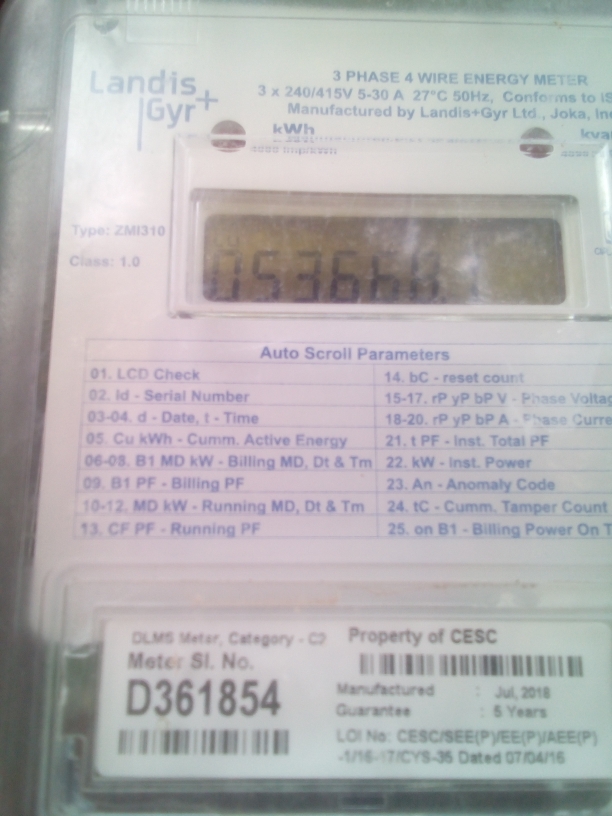 Landis
Gyr+
3 PHASE 4 WIRE ENERGY METER
3 x 240/415V 5-30 A 27°C 50Hz, Conforms to IS
Manufactured by Landis+Gyr Ltd , Joka, Ind
kWh
kva
Type: ZMI310
Class: 1.0
Auto Scroll Parameters
01. LCD Check
02. Id - Serial Number
03-04. d - Date, t - Time
05. Cu kWh - Cumm. Active Energy
06-08. B1 MD kW - Billing MD, Dt & Tm
09. B1 PF - Billing PF
10-12. MD kW - Running MD, Dt & Tm
13. CF PF - Running PF
14. bC - reset count
15-17. rP yP bP V - Phase Voltag
18-20. rP yP bP A - Phase Curre
21. t PF - Inst. Total PF
22. kW - Inst. Power
23. An - Anomaly Code
24. tC - Cumm. Tamper Count
25. on B1 - Billing Power On T
DLMS Meter, Category - C2
Meter Sl. No.
D361854
Property of CESC
Manufactured : Jul, 2018
Guarantee : 5 Years
LOI No: CESC/SEE(P)/EE(P)/AEE(P)
-1/16-17/CYS-35 Dated 07/04/16